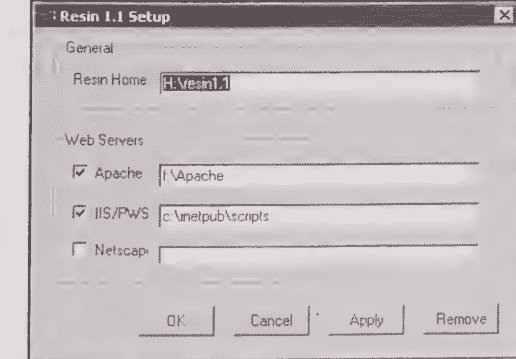 Resin 1.1 Setup
General
Resin Home H:\resin1.1
Web Servers
Apache f:\Apache
IIS/PWS c:\inetpub\scripts
Netscap
OK Cancel Apply Remove